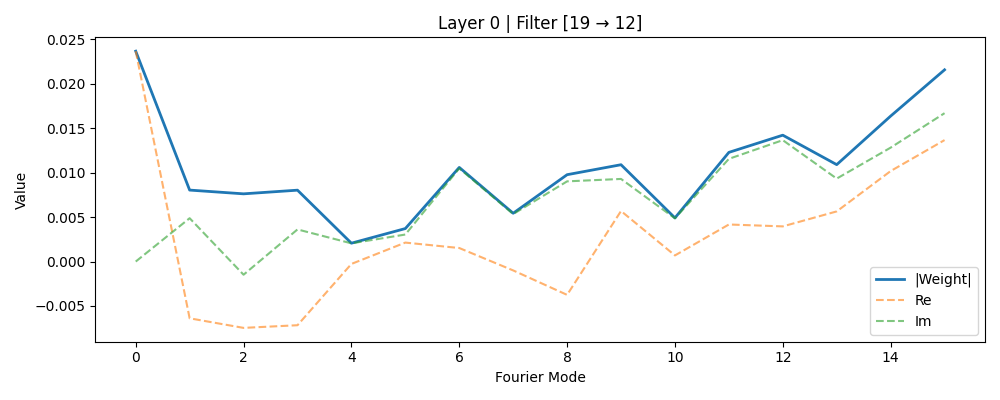 Layer 0 | Filter [19 → 12]
Value
0.025
0.020
0.015
0.010
0.005
0.000
−0.005
0 2 4 6 8 10 12 14
Fourier Mode
|Weight|
Re
Im